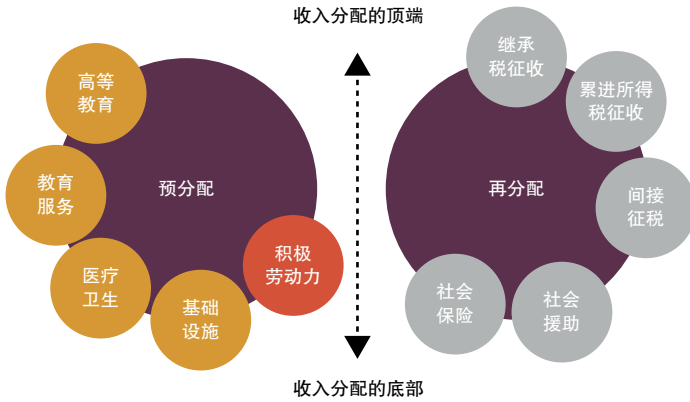 收入分配的顶端
高等
教育
教育
服务
预分配
医疗
卫生
基础
设施
积极
劳动力
继承
税征收
累进所得
税征收
再分配
间接
征税
社会
保险
社会
援助
收入分配的底部